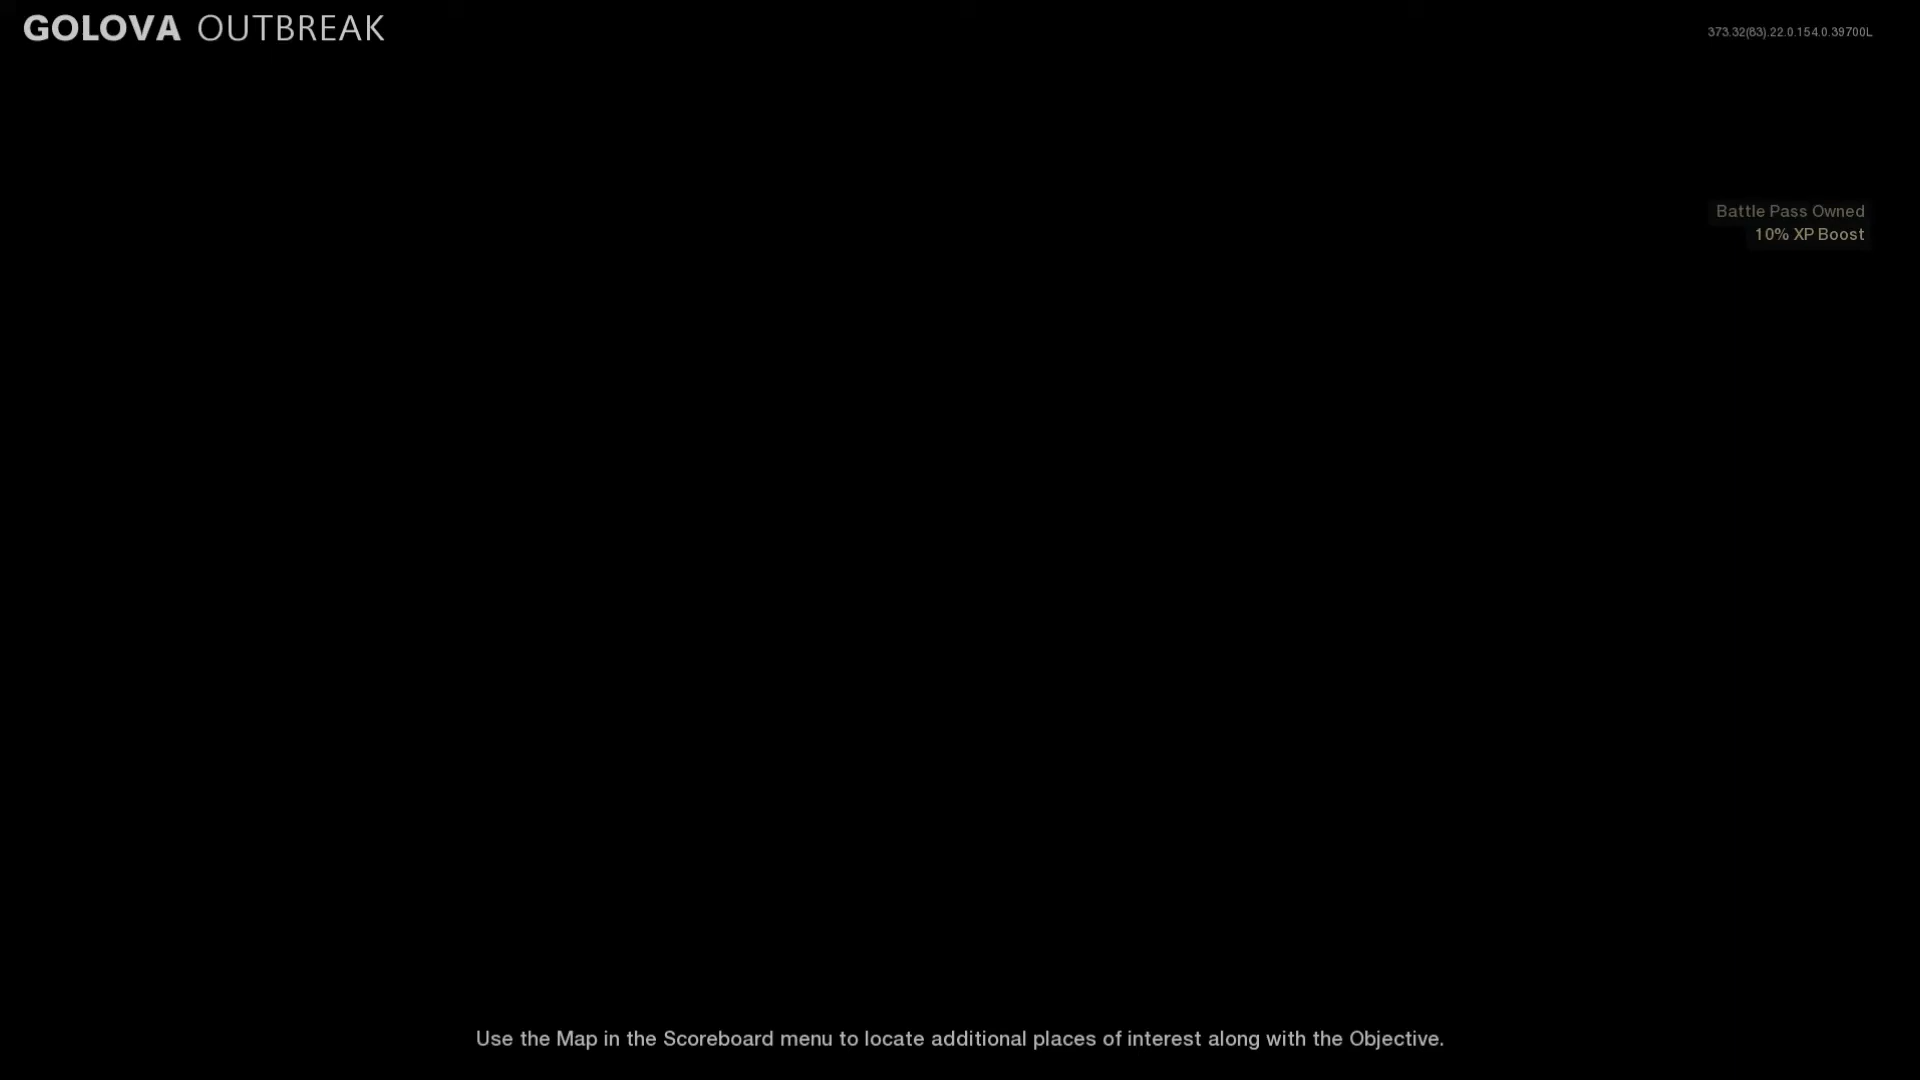 GOLOVA OUTBREAK
373.32(83).22.0.154.0.39700L
Battle Pass Owned
10% XP Boost
Use the Map in the Scoreboard menu to locate additional places of interest along with the Objective.